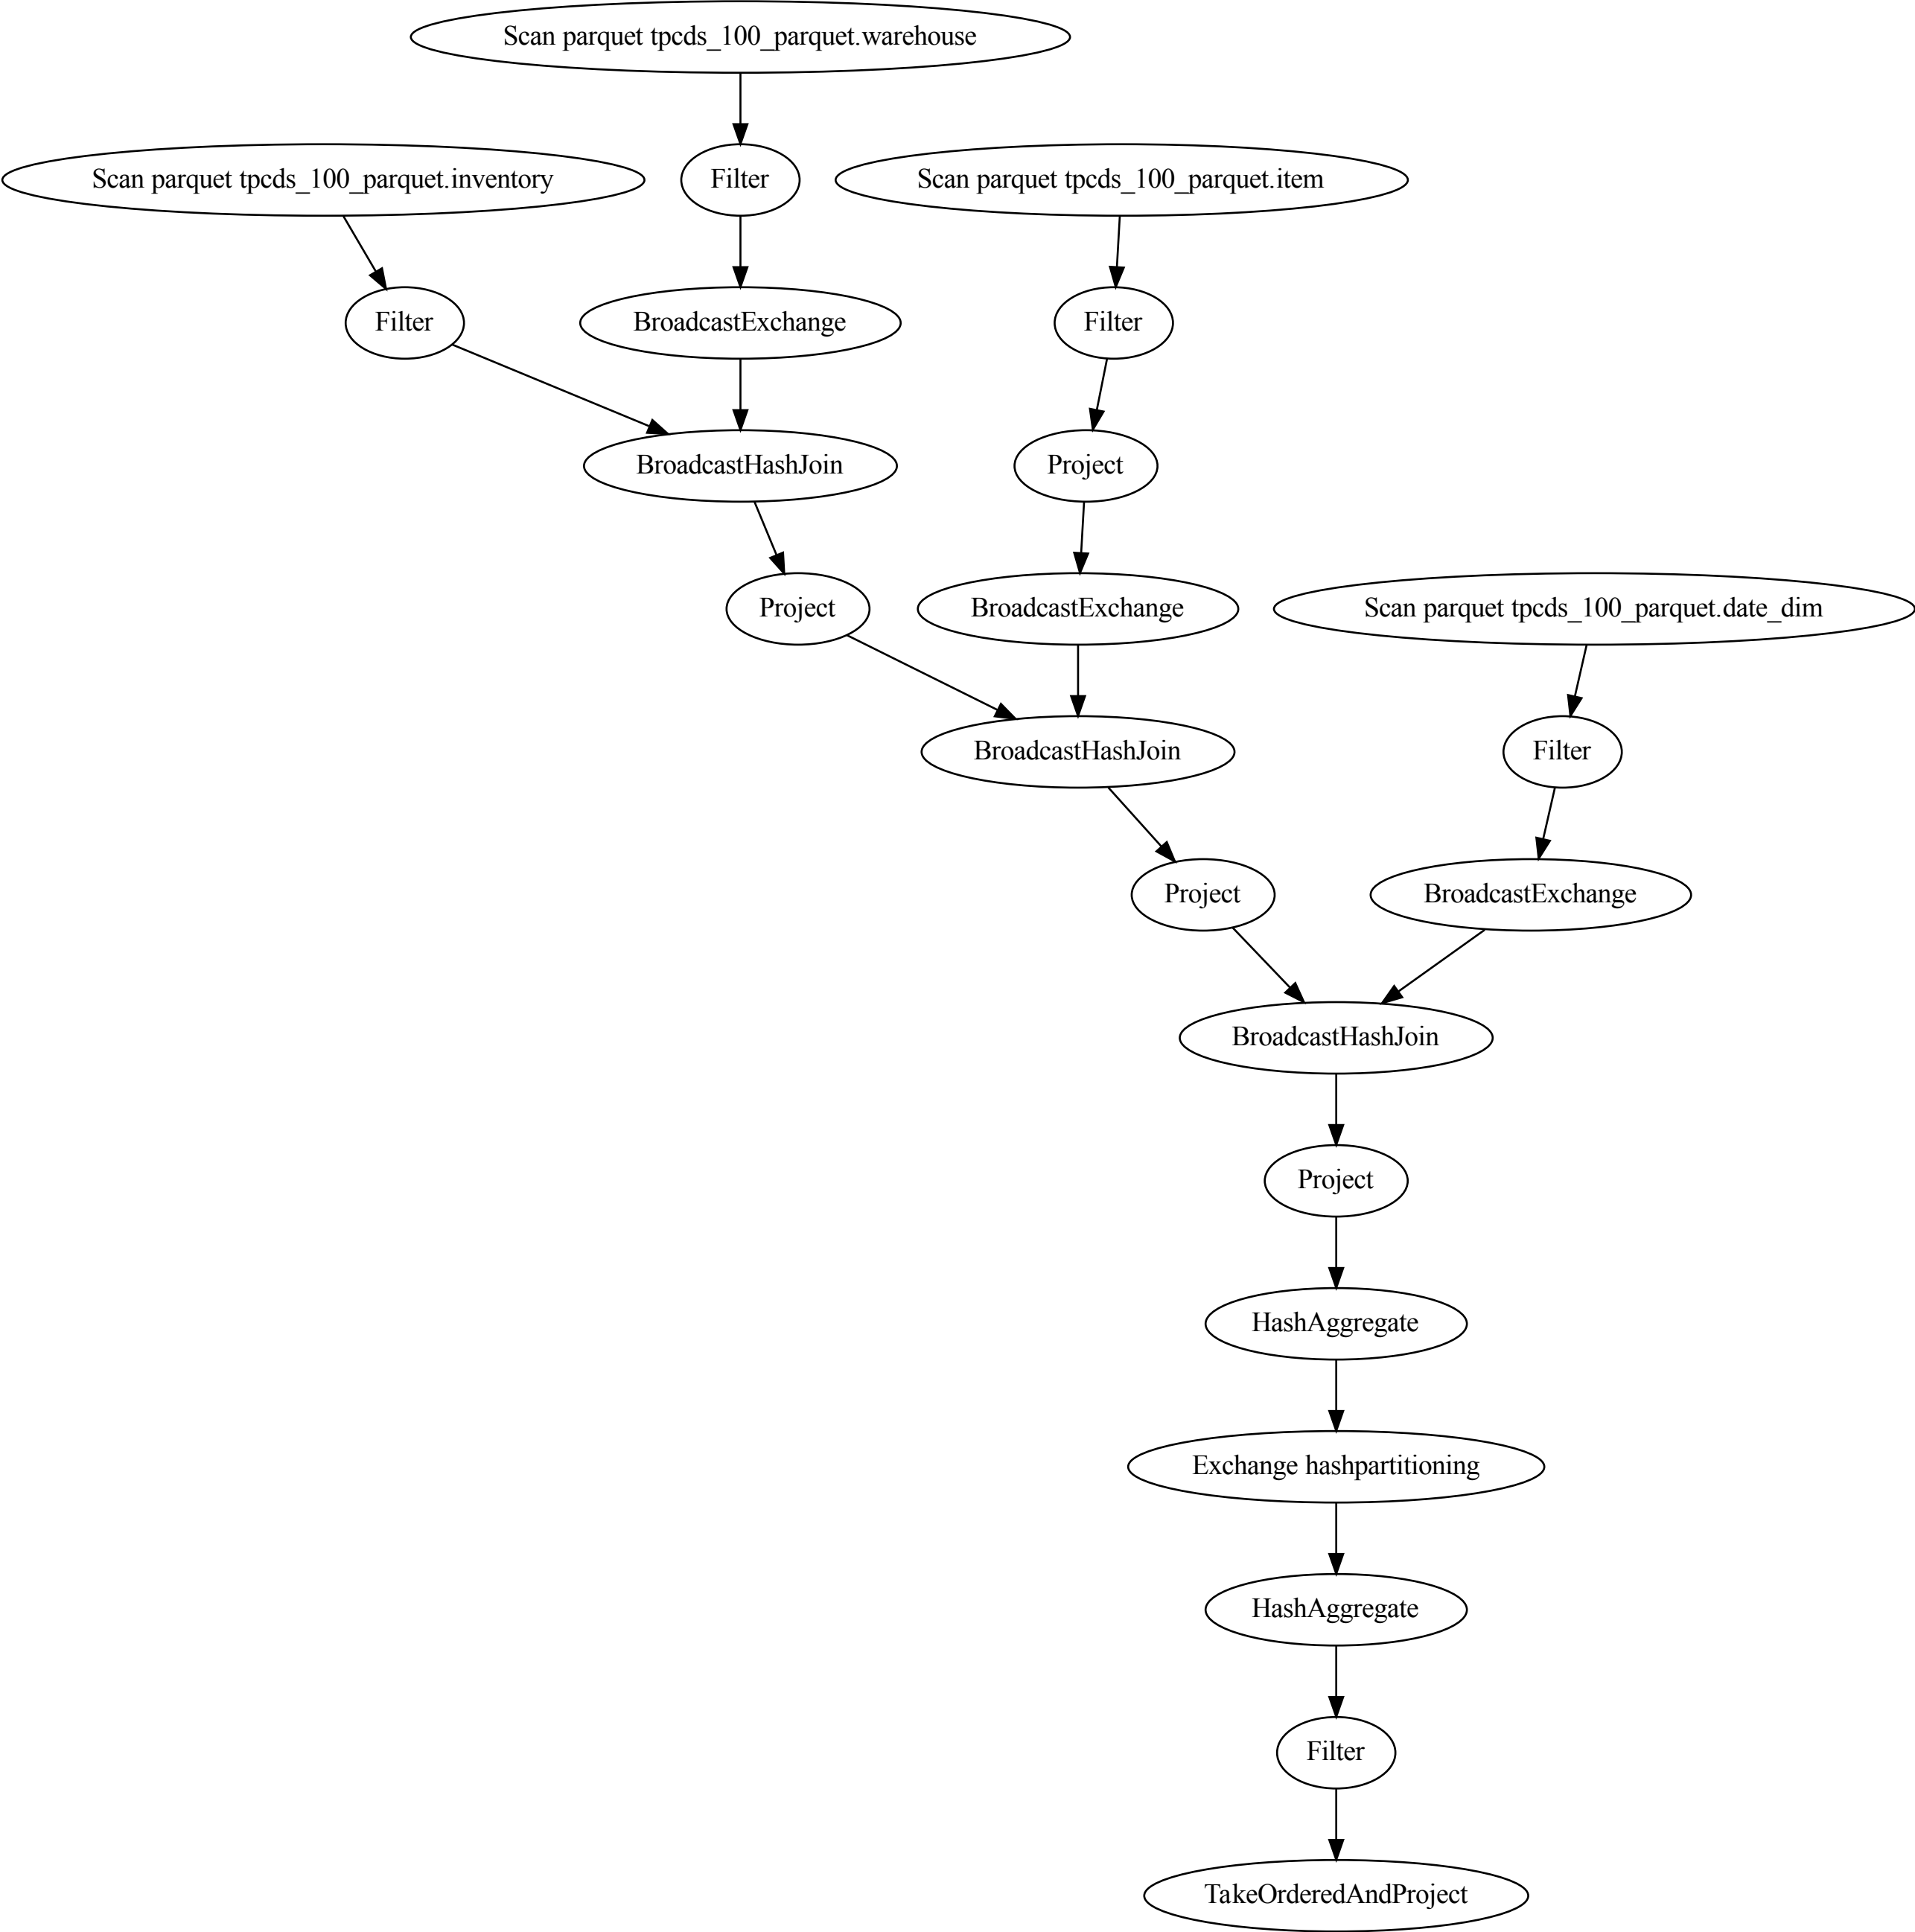 Scan parquet tpcds_100_parquet.warehouse
Scan parquet tpcds_100_parquet.inventory
Filter
Scan parquet tpcds_100_parquet.item
Filter
BroadcastExchange
Filter
BroadcastHashJoin
Project
Project
BroadcastExchange
Scan parquet tpcds_100_parquet.date_dim
BroadcastHashJoin
Filter
Project
BroadcastExchange
BroadcastHashJoin
Project
HashAggregate
Exchange hashpartitioning
HashAggregate
Filter
TakeOrderedAndProject